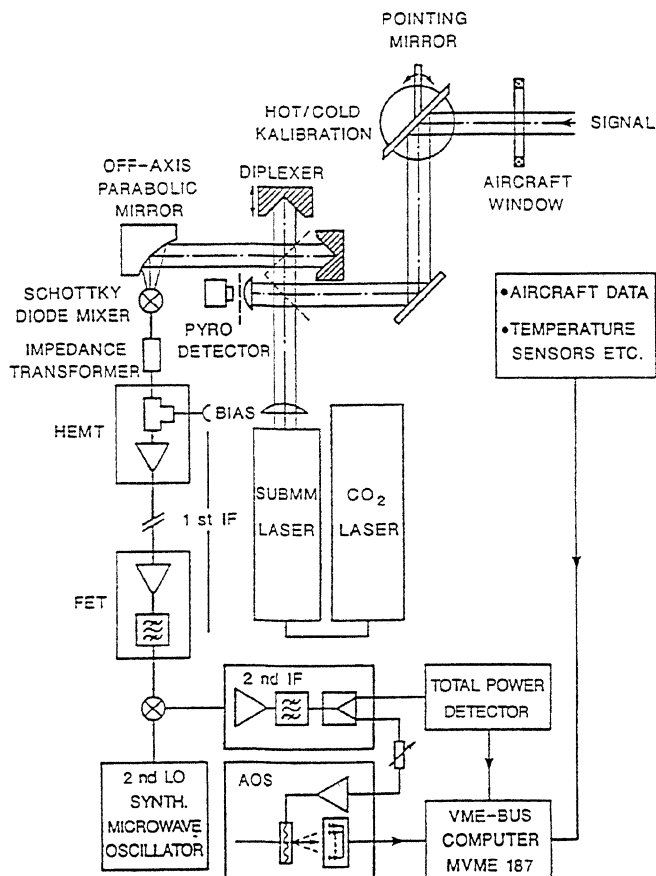 POINTING
MIRROR
HOT/COLD
KALIBRATION
SIGNAL
AIRCRAFT
WINDOW
OFF-AXIS
PARABOLIC
MIRROR
DIPLEXER
SCHOTTKY
DIODE MIXER
PYRO
DETECTOR
IMPEDANCE
TRANSFORMER
•AIRCRAFT DATA
•TEMPERATURE
SENSORS ETC.
HEMT
BIAS
1 st IF
SUBMM
LASER
CO2
LASER
FET
2 nd IF
TOTAL POWER
DETECTOR
2 nd LO
SYNTH.
MICROWAVE
OSCILLATOR
AOS
VME-BUS
COMPUTER
MVME 187